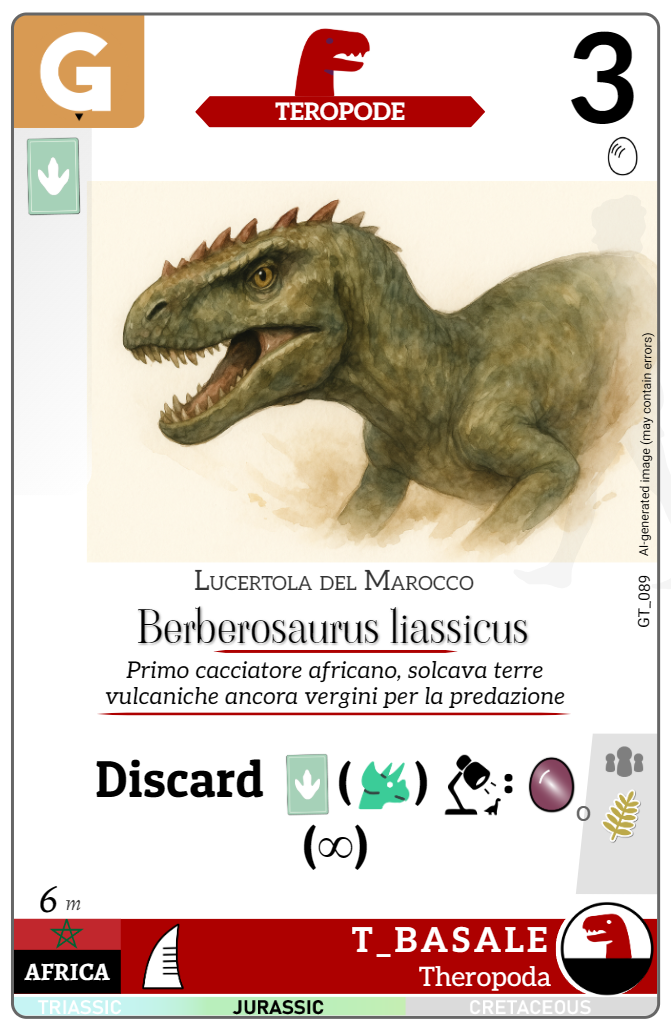 G
TEROPODE
3
AI-generated image (may contain errors)
GT_089
Lucertola del Marocco
Berberosaurus liassicus
Primo cacciatore africano, solcava terre
vulcaniche ancora vergini per la predazione
Discard ( ) : o
(∞)
6 m
AFRICA
T_BASALE
Theropoda
TRIASSIC JURASSIC CRETACEOUS